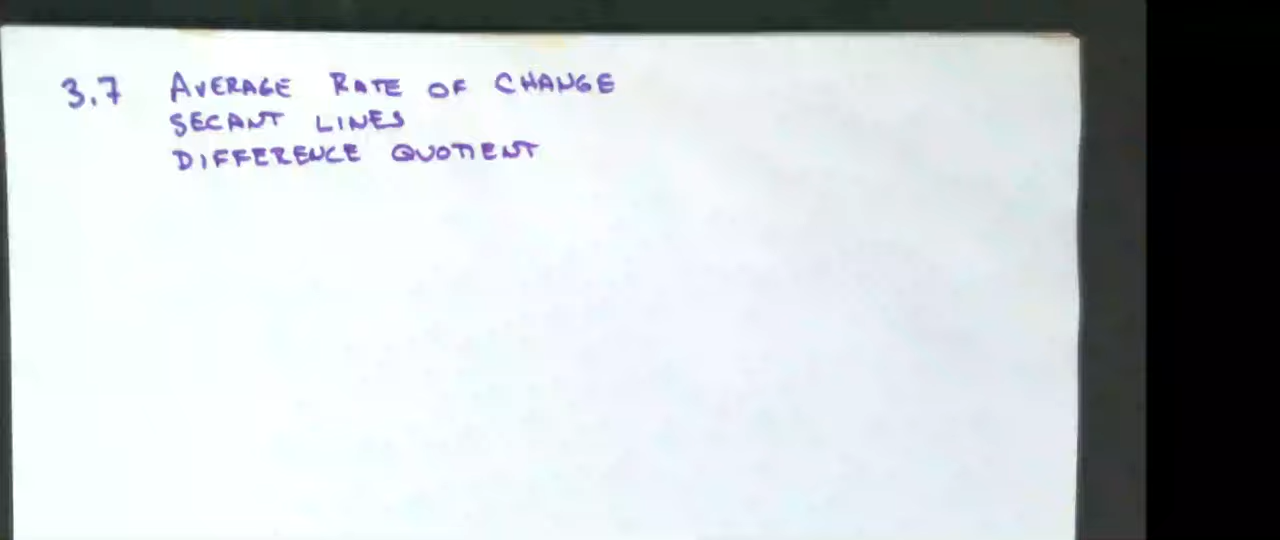 3.7 AVERAGE RATE OF CHANGE
SECANT LINES
DIFFERENCE QUOTIENT